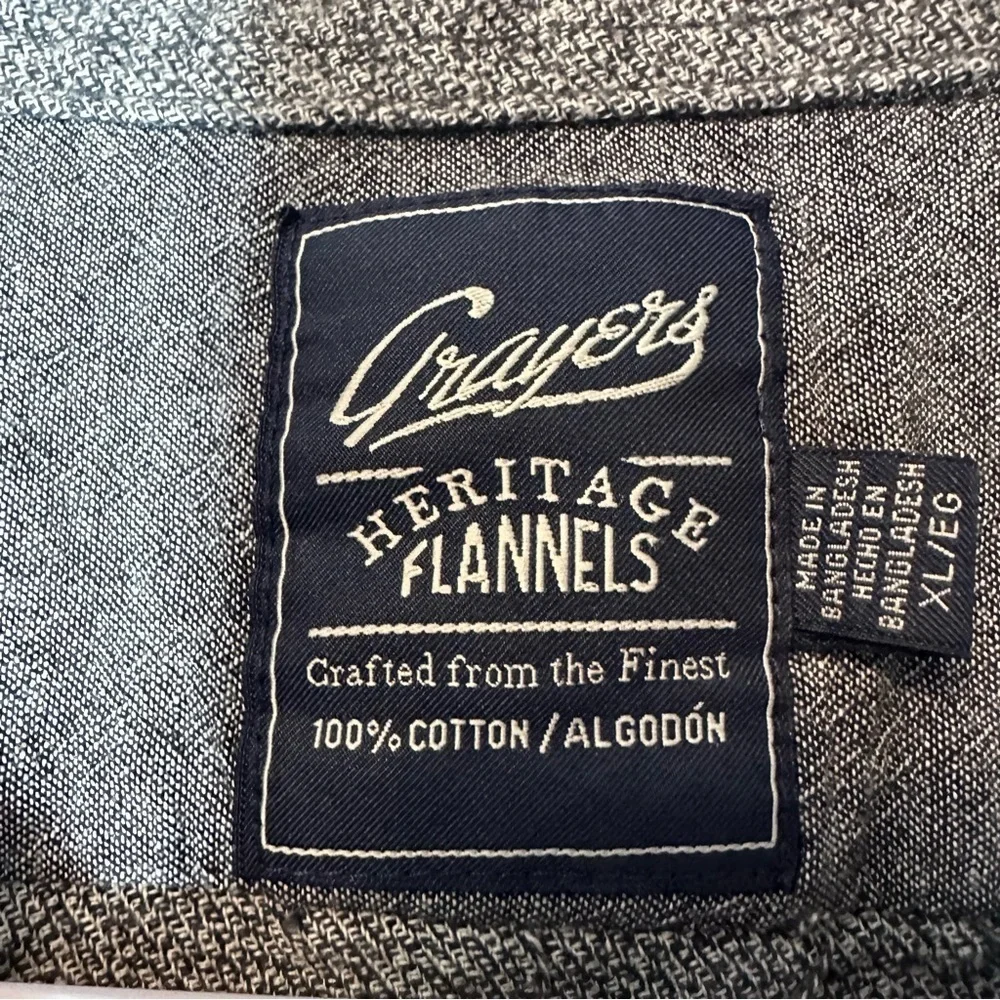 Grayers
HERITAGE
FLANNELS
Crafted from the Finest
100% COTTON / ALGODÓN
MADE IN
BANGLADESH
HECHO EN
BANGLADESH
XL/EG